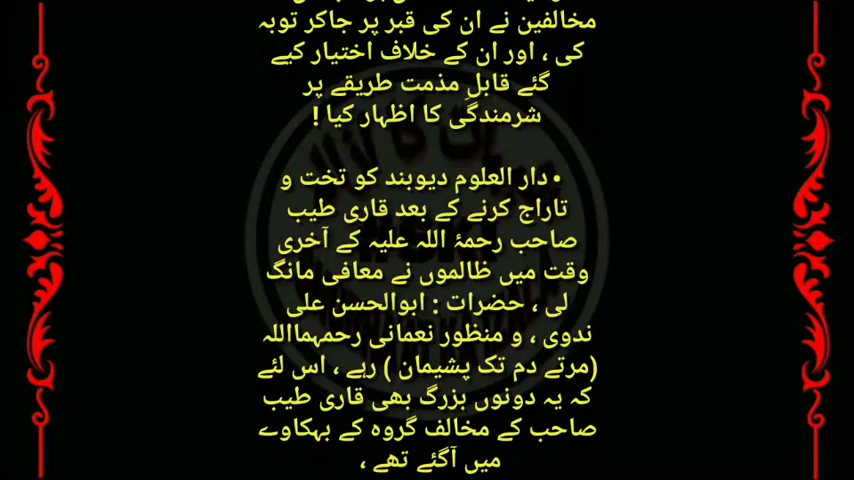 مخالفین نے ان کی قبر پر جاکر توبہ
کی ، اور ان کے خلاف اختیار کیے
گئے قابلِ مذمت طریقے پر
شرمندگی کا اظہار کیا !
• دار العلوم دیوبند کو تخت و
تاراج کرنے کے بعد قاری طیب
صاحب رحمۂ اللہ علیہ کے آخری
وقت میں ظالموں نے معافی مانگ
لی ، حضرات : ابوالحسن علی
ندوی ، و منظور نعمانی رحمہمااللہ
(مرتے دم تک پشیمان ) رہے ، اس لئے
کہ یہ دونوں بزرگ بھی قاری طیب
صاحب کے مخالف گروہ کے بہکاوے
میں آگئے تھے ،